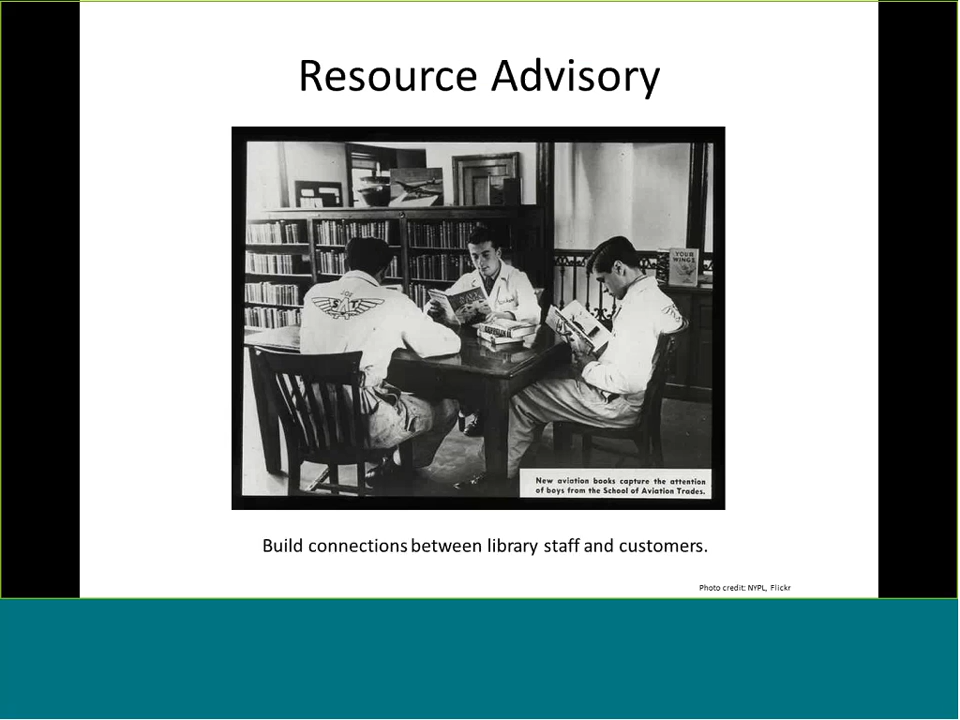 Resource Advisory
JOE
S A T
YOUR
WINGS
New aviation books capture the attention
of boys from the School of Aviation Trades.
Build connections between library staff and customers.
Photo credit: NYPL, Flickr